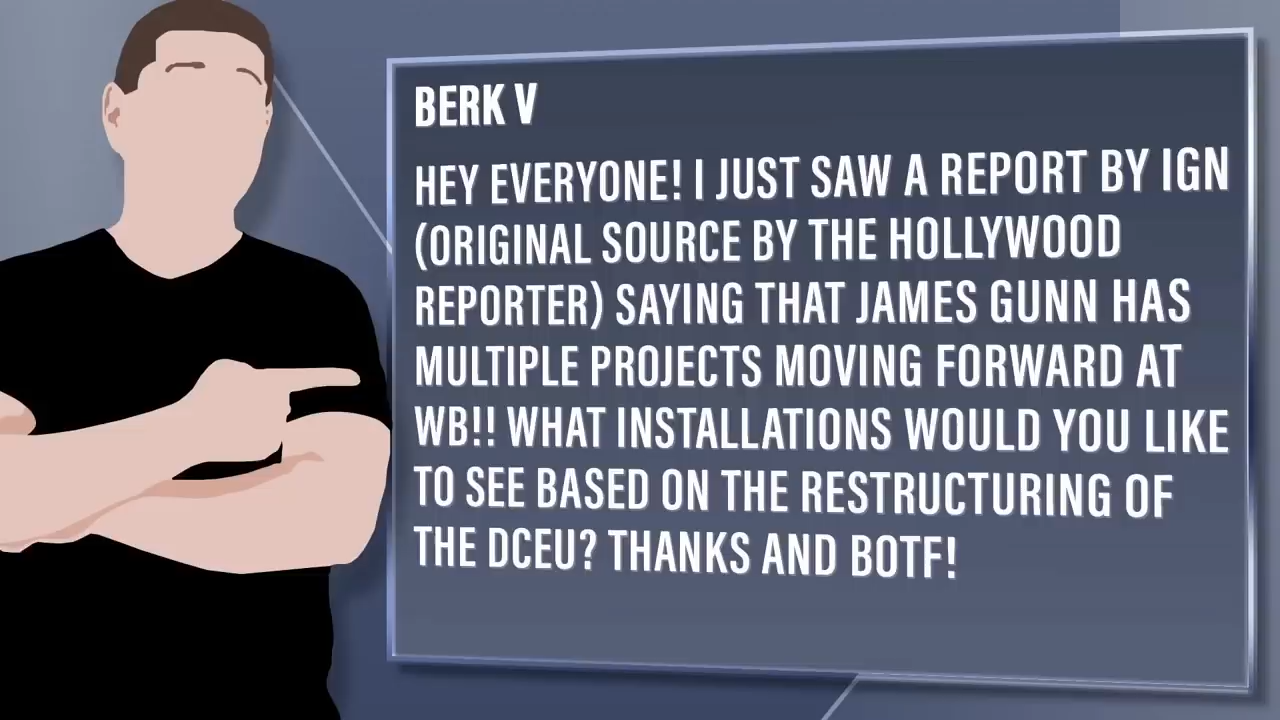 BERK V
HEY EVERYONE! I JUST SAW A REPORT BY IGN
(ORIGINAL SOURCE BY THE HOLLYWOOD
REPORTER) SAYING THAT JAMES GUNN HAS
MULTIPLE PROJECTS MOVING FORWARD AT
WB!! WHAT INSTALLATIONS WOULD YOU LIKE
TO SEE BASED ON THE RESTRUCTURING OF
THE DCEU? THANKS AND BOTF!